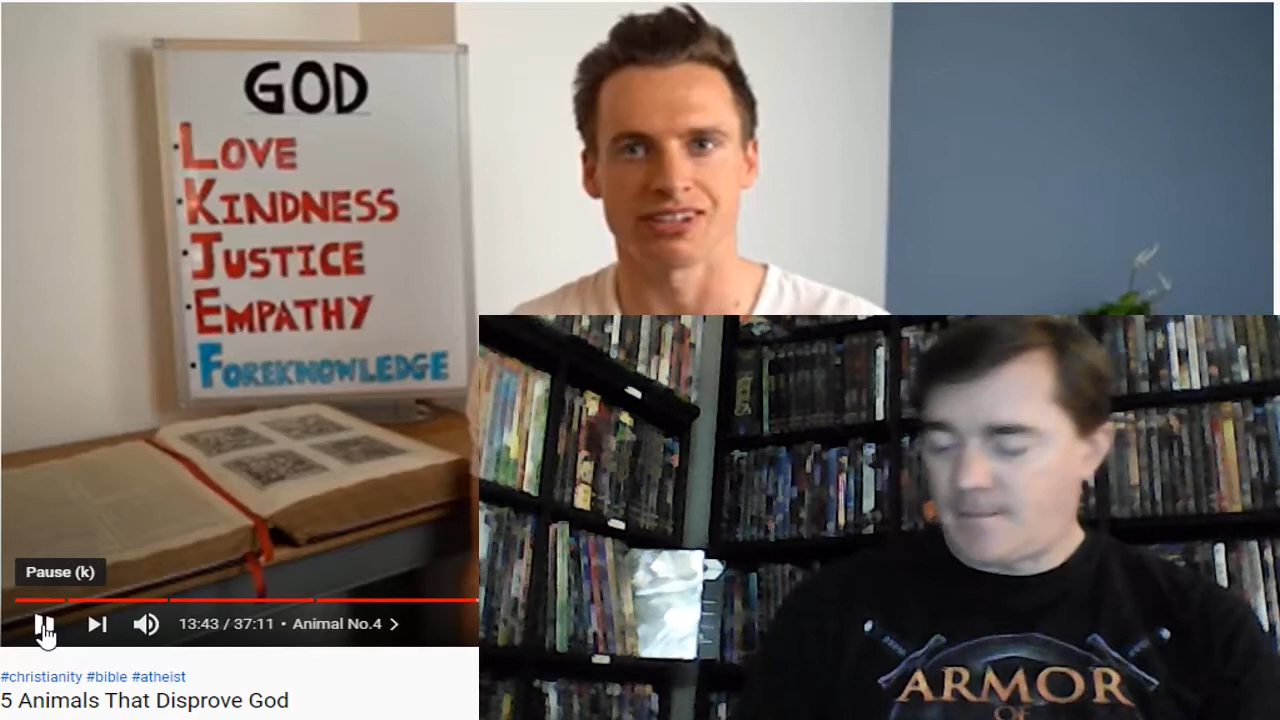 GOD
LOVE
KINDNESS
JUSTICE
EMPATHY
FOREKNOWLEDGE
Pause (k)
13:43 / 37:11 • Animal No.4
#christianity #bible #atheist
5 Animals That Disprove God
ARMOR
OF